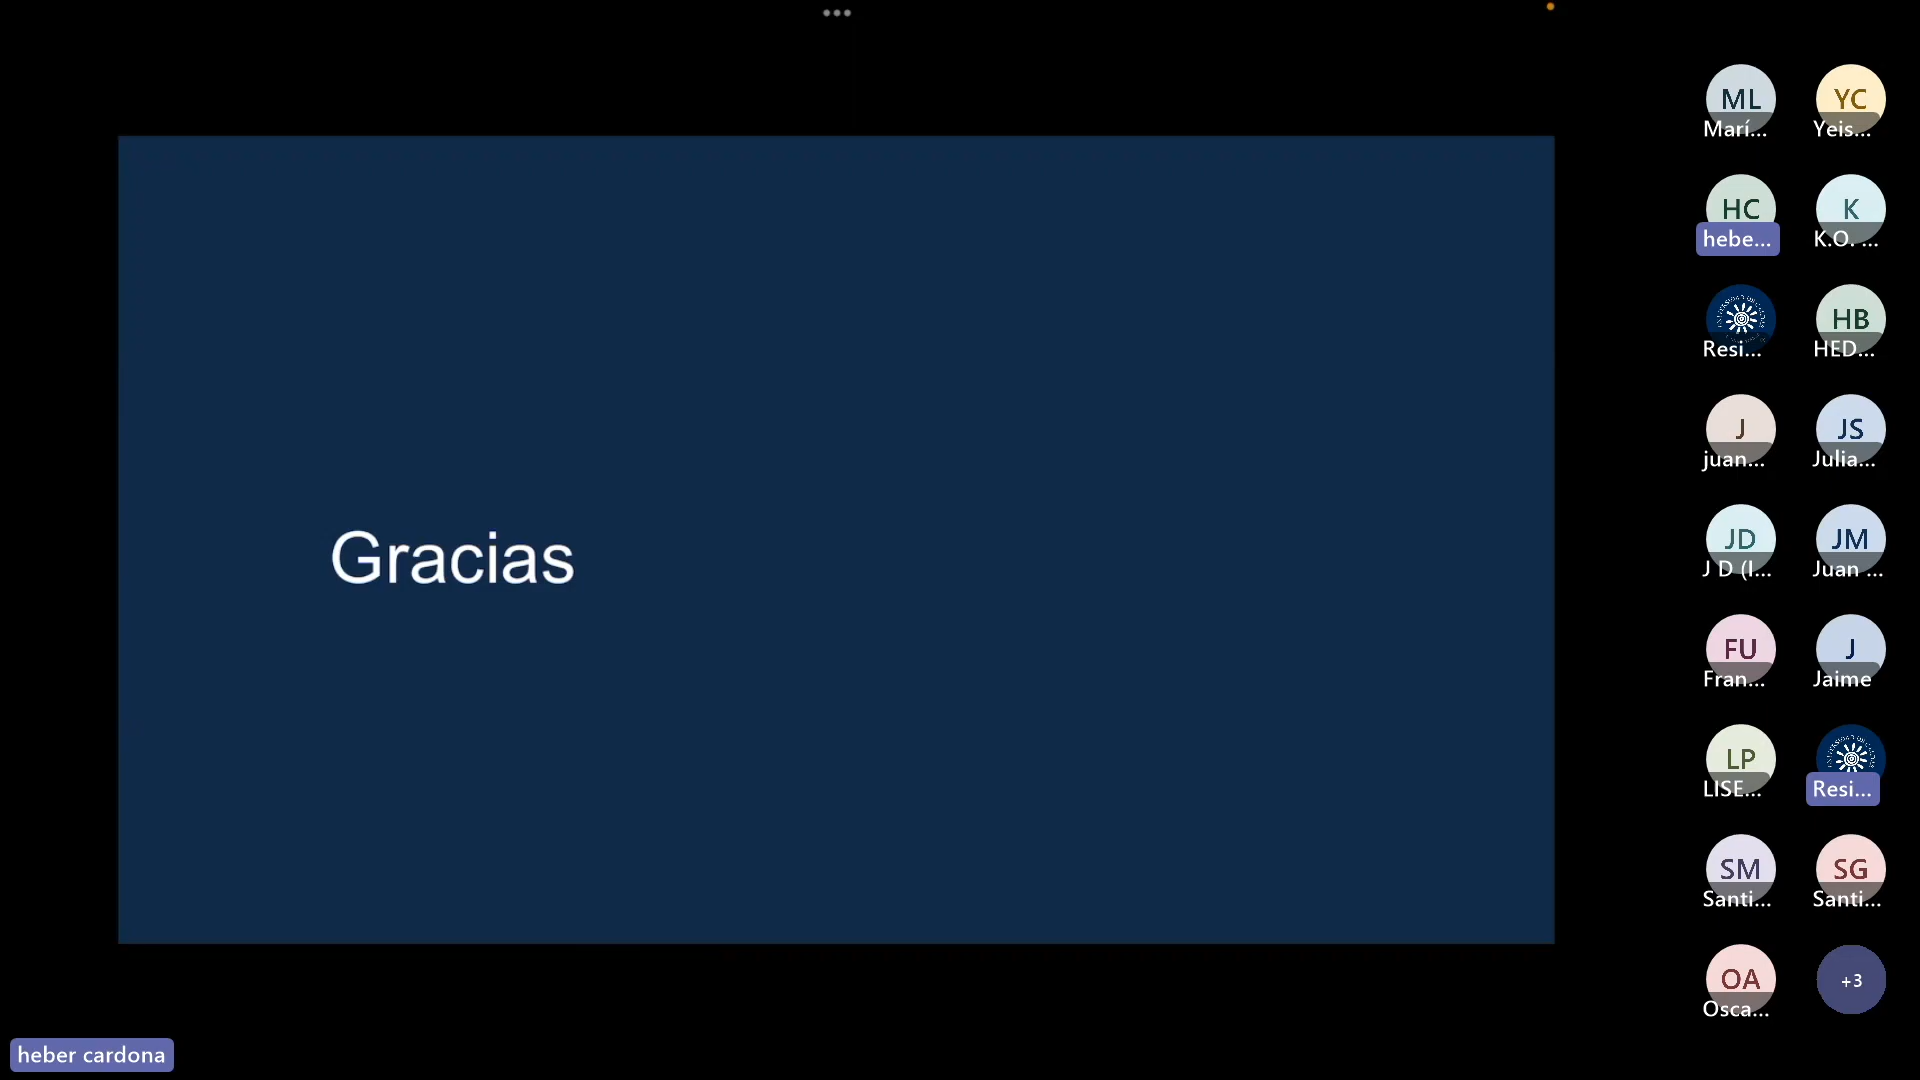 Gracias
ML
Marí...
YC
Yeis...
HC
hebe...
K
K.O. ...
Resi...
HB
HED...
J
juan...
JS
Julia...
JD
J D (I...
JM
Juan ...
FU
Fran...
J
Jaime
LP
LISE...
Resi...
SM
Santi...
SG
Santi...
OA
Osca...
+3
heber cardona